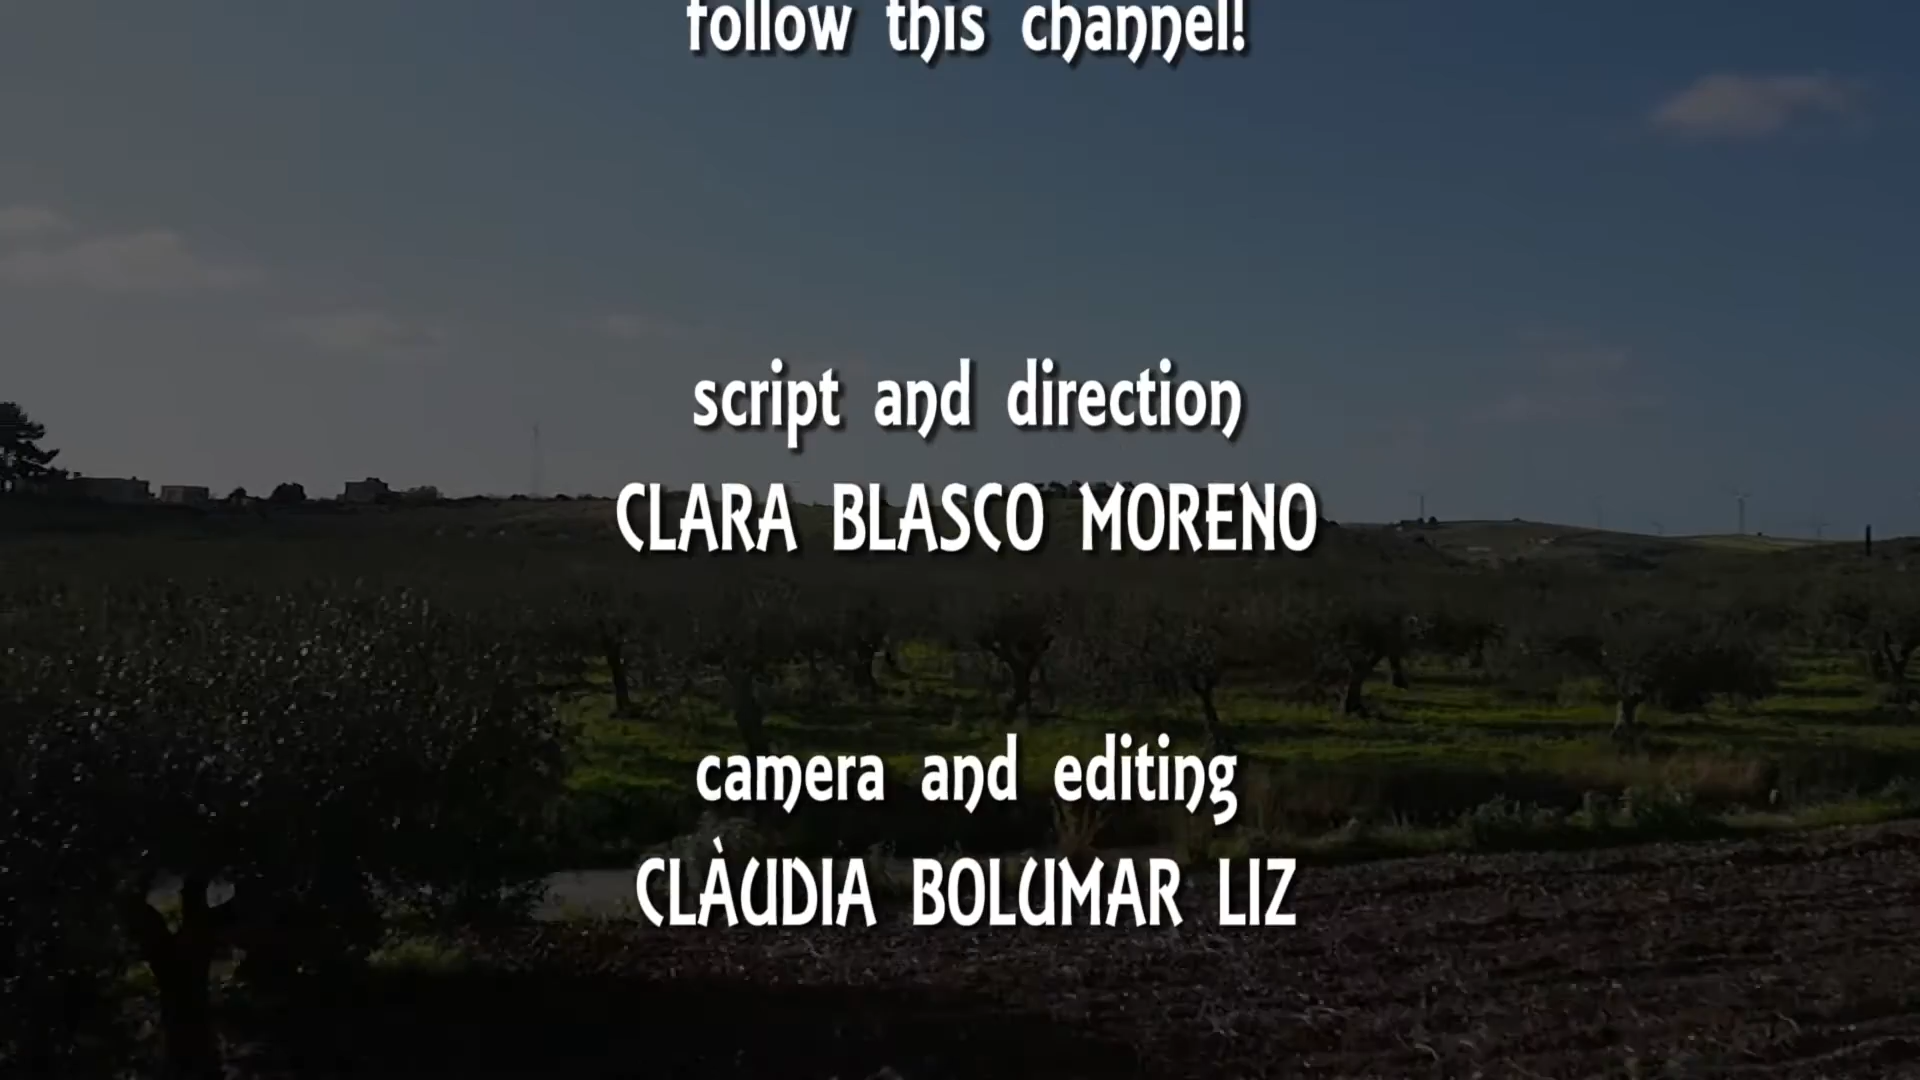 follow this channel!
script and direction
CLARA BLASCO MORENO
camera and editing
CLÀUDIA BOLUMAR LIZ